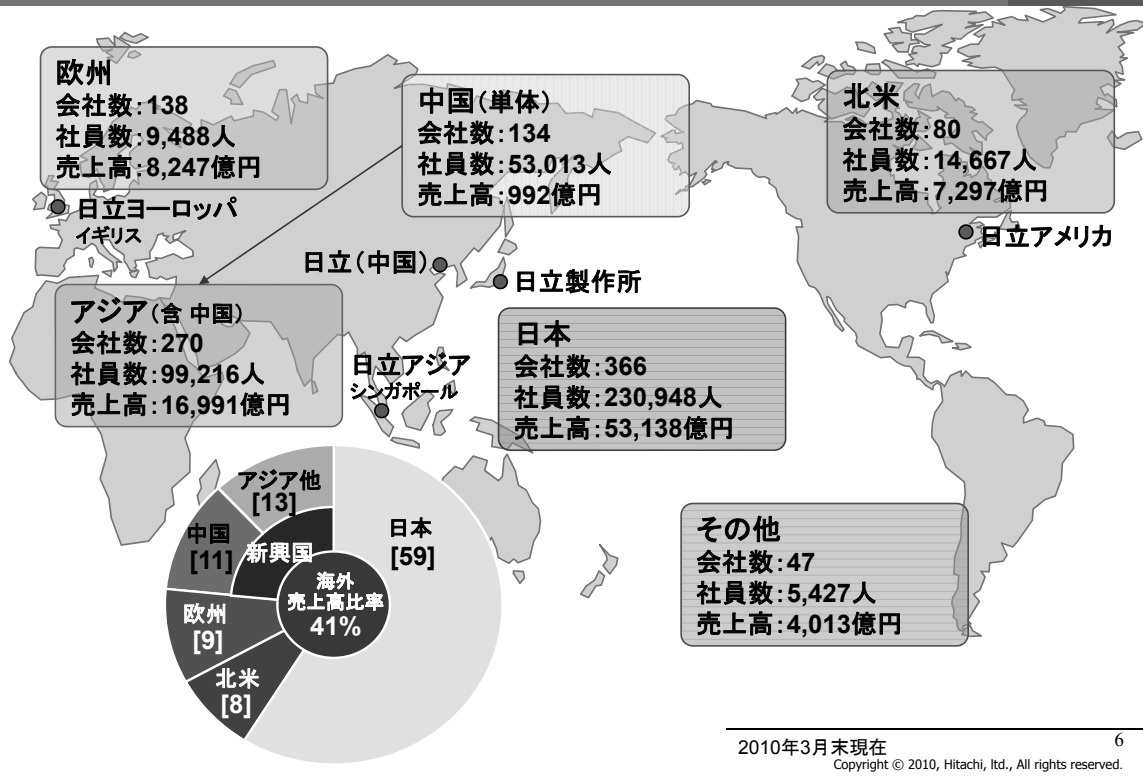 欧州
会社数:138
社員数:9,488人
売上高:8,247億円
中国(単体)
会社数:134
社員数:53,013人
売上高:992億円
北米
会社数:80
社員数:14,667人
売上高:7,297億円
日立ヨーロッパ
イギリス
日立アメリカ
日立(中国)
日立製作所
アジア(含 中国)
会社数:270
社員数:99,216人
売上高:16,991億円
日立アジア
シンガポール
日本
会社数:366
社員数:230,948人
売上高:53,138億円
その他
会社数:47
社員数:5,427人
売上高:4,013億円
アジア他
[13]
中国
[11]
新興国
日本
[59]
海外
売上高比率
41%
欧州
[9]
北米
[8]
2010年3月末現在
6
Copyright © 2010, Hitachi, ltd., All rights reserved.